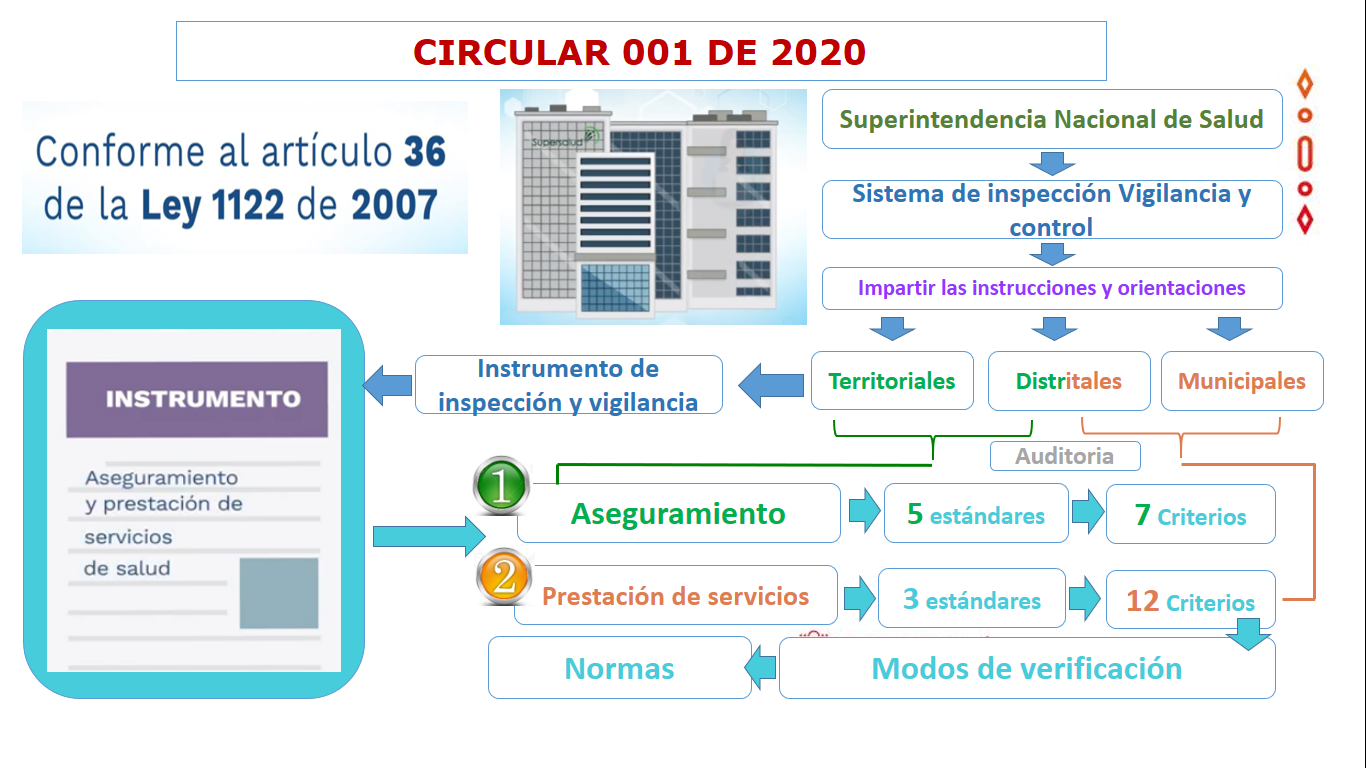 CIRCULAR 001 DE 2020
Conforme al artículo 36
de la Ley 1122 de 2007
Supersalud
Superintendencia Nacional de Salud
Sistema de inspección Vigilancia y
control
Impartir las instrucciones y orientaciones
Territoriales
Distritales
Municipales
Instrumento de
inspección y vigilancia
INSTRUMENTO
Aseguramiento
y prestación de
servicios
de salud
Auditoria
1
Aseguramiento
5 estándares
7 Criterios
2
Prestación de servicios
3 estándares
12 Criterios
Normas
Modos de verificación